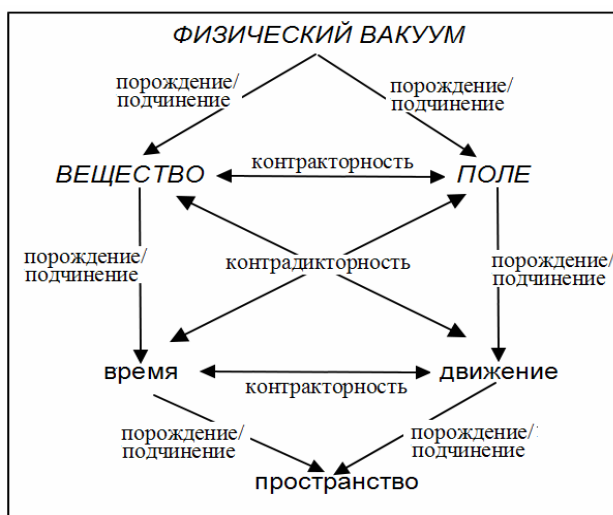 ФИЗИЧЕСКИЙ ВАКУУМ
порождение/
подчинение
порождение/
подчинение
ВЕЩЕСТВО
контракторность
ПОЛЕ
порождение/
подчинение
контрадикторность
порождение/
подчинение
время
контракторность
движение
порождение/
подчинение
порождение/
подчинение
пространство